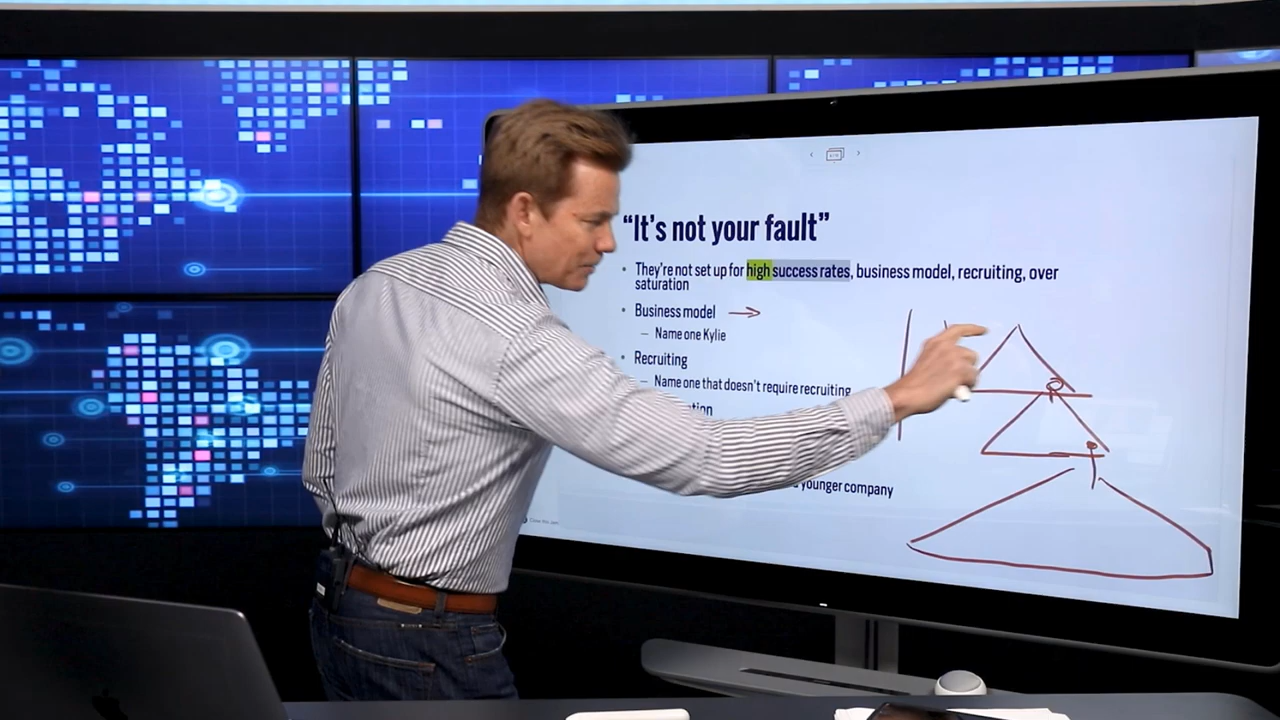 “It’s not your fault”
• They’re not set up for high success rates, business model, recruiting, over
saturation
• Business model
– Name one Kylie
• Recruiting
– Name one that doesn’t require recruiting
younger company